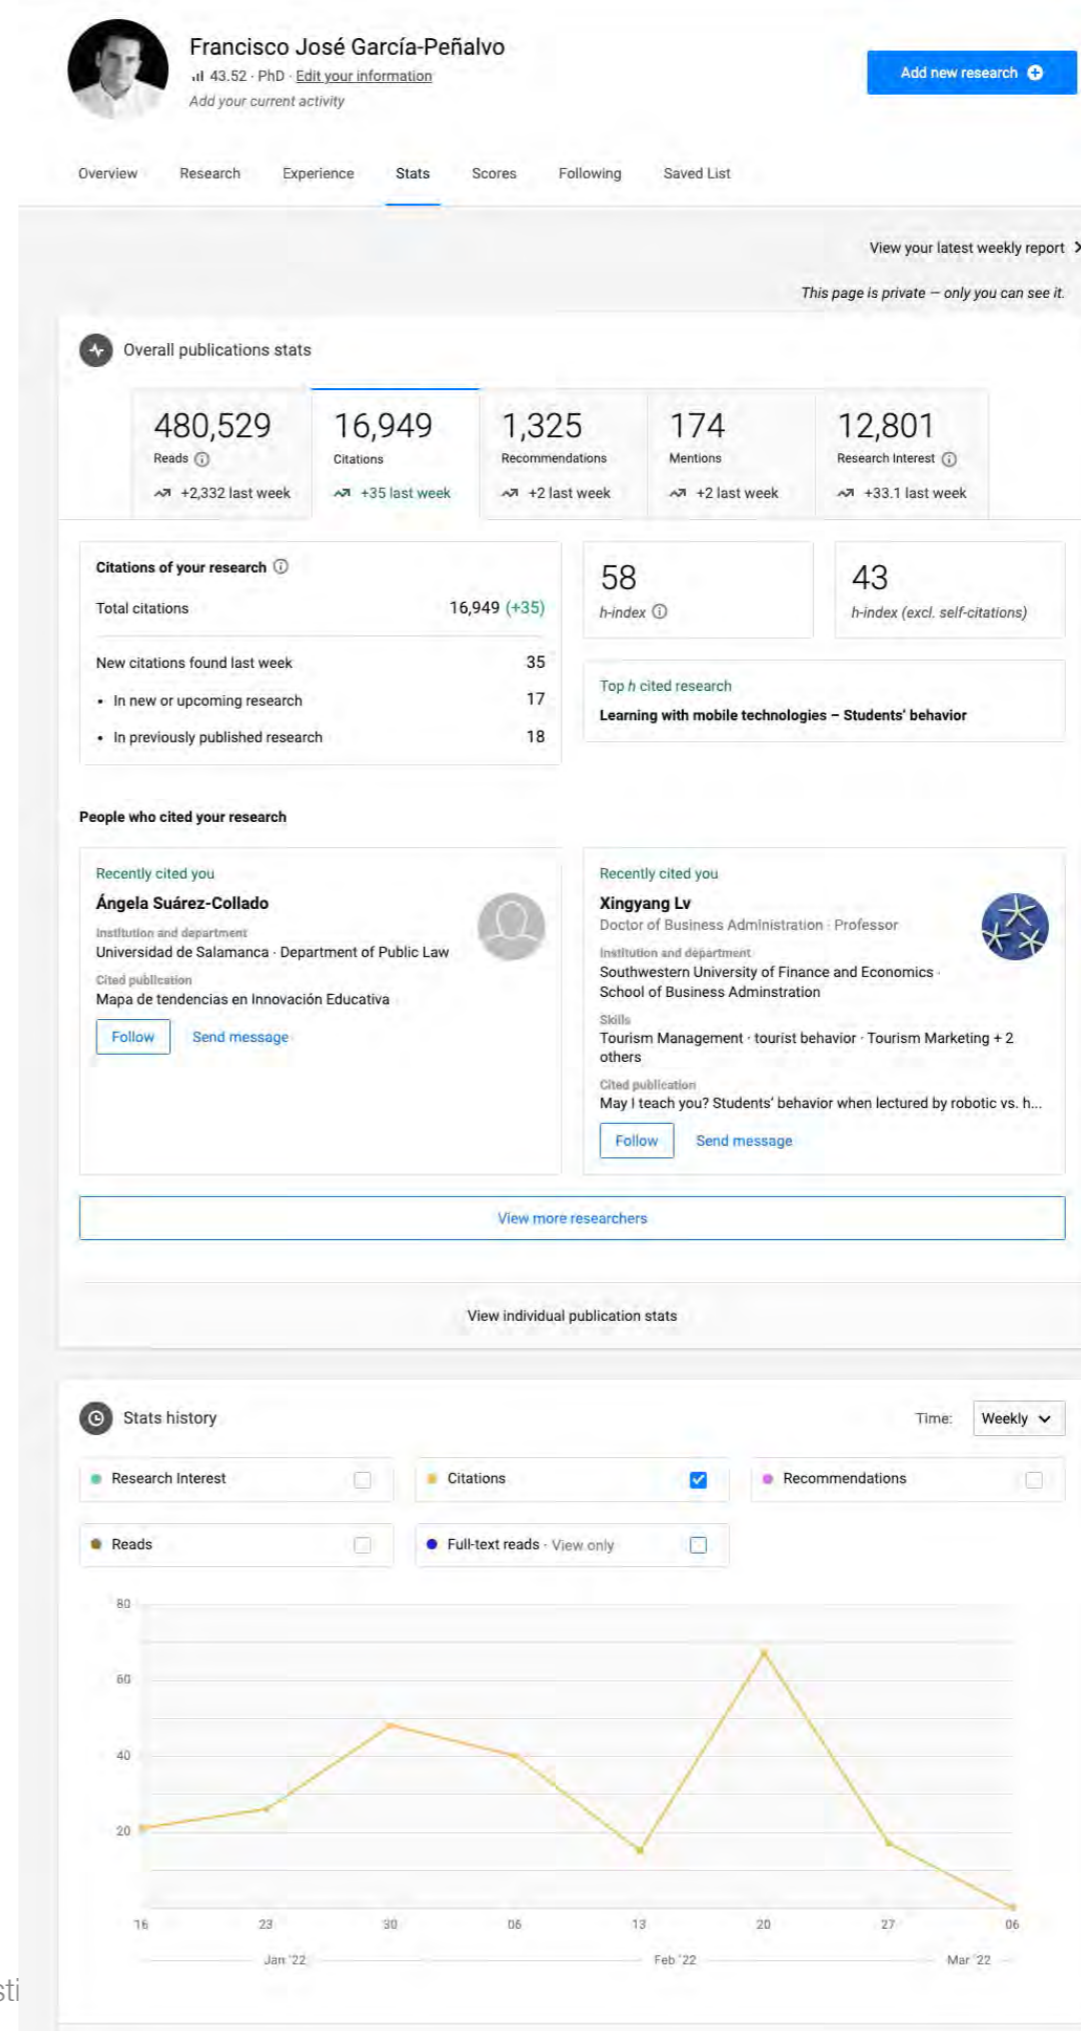 Francisco José García-Peñalvo
43.52 · PhD · Edit your information
Add your current activity
Add new research
Overview Research Experience Stats Scores Following Saved List
View your latest weekly report
This page is private – only you can see it.
Overall publications stats
480,529 16,949 1,325 174 12,801
Reads Citations Recommendations Mentions Research Interest
+2,332 last week +35 last week +2 last week +2 last week +33.1 last week
Citations of your research
Total citations 16,949 (+35)
New citations found last week 35
• In new or upcoming research 17
• In previously published research 18
58
h-index
43
h-index (excl. self-citations)
Top h cited research
Learning with mobile technologies – Students' behavior
People who cited your research
Recently cited you
Ángela Suárez-Collado
Institution and department
Universidad de Salamanca · Department of Public Law
Cited publication
Mapa de tendencias en Innovación Educativa
Follow Send message
Recently cited you
Xingyang Lv
Doctor of Business Administration · Professor
Institution and department
Southwestern University of Finance and Economics ·
School of Business Adminstration
Skills
Tourism Management · tourist behavior · Tourism Marketing + 2
others
Cited publication
May I teach you? Students' behavior when lectured by robotic vs. h...
Follow Send message
View more researchers
View individual publication stats
Stats history
Time: Weekly
Research Interest Citations Recommendations
Reads Full-text reads · View only
80
60
40
20
16 23 30 06 13 20 27 06
Jan '22 Feb '22 Mar '22
sti